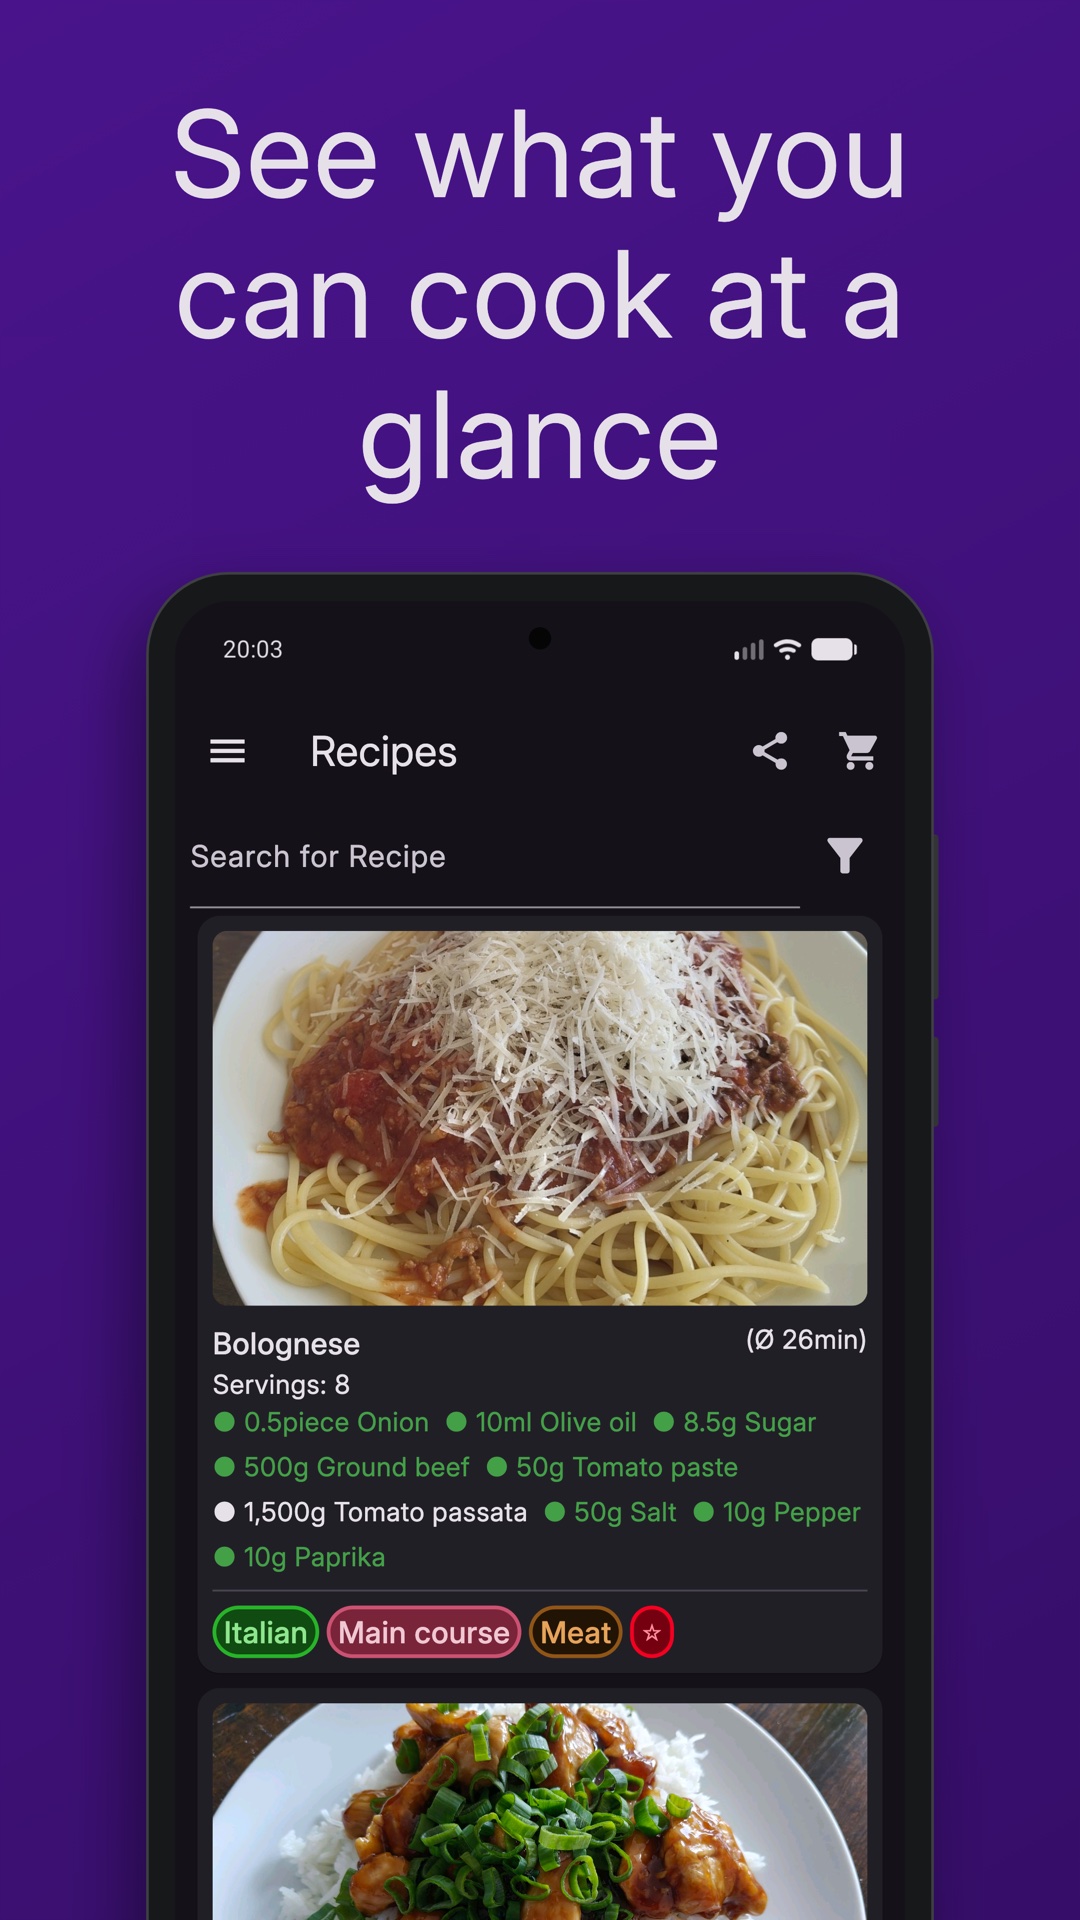 See what you
can cook at a
glance
20:03
Recipes
Search for Recipe
Bolognese (Ø 26min)
Servings: 8
0.5piece Onion 10ml Olive oil 8.5g Sugar
500g Ground beef 50g Tomato paste
1,500g Tomato passata 50g Salt 10g Pepper
10g Paprika
Italian Main course Meat ☆